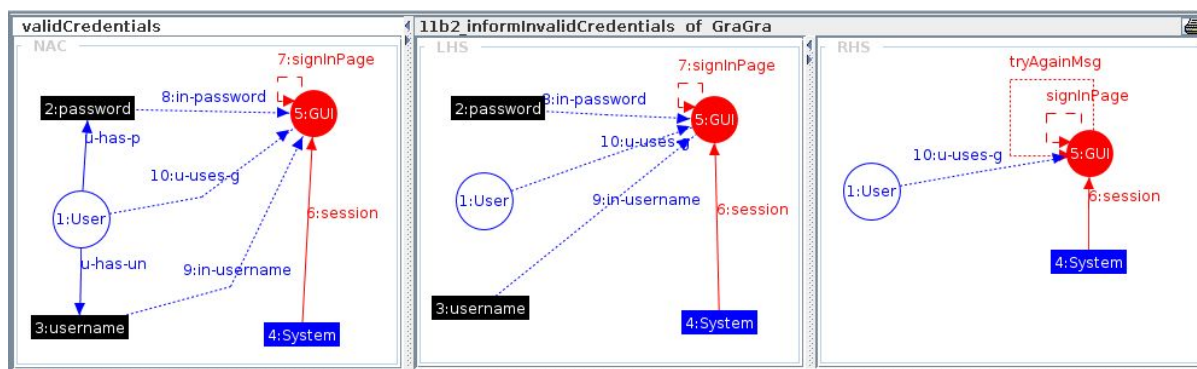 validCredentials
11b2_informInvalidCredentials of GraGra
NAC
7:signInPage
2:password
8:in-password
5:GUI
u-has-p
10:u-uses-g
1:User
6:session
u-has-un
9:in-username
3:username
4:System
LHS
7:signInPage
2:password
8:in-password
5:GUI
10:u-uses-g
1:User
9:in-username
6:session
3:username
4:System
RHS
tryAgainMsg
signInPage
10:u-uses-g
5:GUI
1:User
6:session
4:System